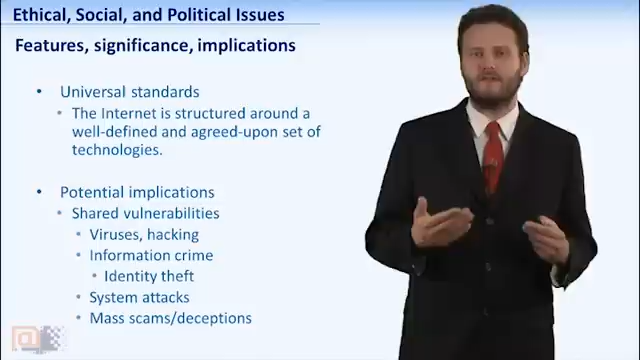 Ethical, Social, and Political Issues
Features, significance, implications
• Universal standards
• The Internet is structured around a
well-defined and agreed-upon set of
technologies.
• Potential implications
• Shared vulnerabilities
• Viruses, hacking
• Information crime
• Identity theft
• System attacks
• Mass scams/deceptions
@